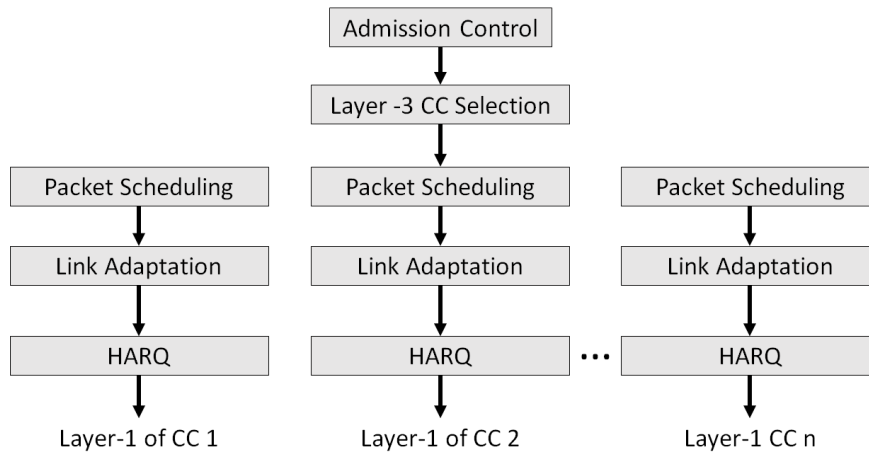 Admission Control
Layer -3 CC Selection
Packet Scheduling
Packet Scheduling
Packet Scheduling
Link Adaptation
Link Adaptation
Link Adaptation
HARQ
HARQ
...
HARQ
Layer-1 of CC 1
Layer-1 of CC 2
Layer-1 CC n